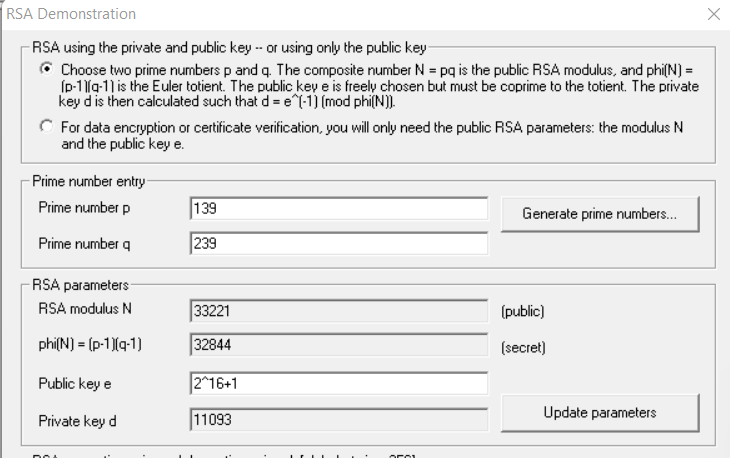 RSA Demonstration
RSA using the private and public key -- or using only the public key
Choose two prime numbers p and q. The composite number N = pq is the public RSA modulus, and phi(N) =
(p-1)(q-1) is the Euler totient. The public key e is freely chosen but must be coprime to the totient. The private
key d is then calculated such that d = e^(-1) (mod phi(N)).
For data encryption or certificate verification, you will only need the public RSA parameters: the modulus N
and the public key e.
Prime number entry
Prime number p 139 Generate prime numbers...
Prime number q 239
RSA parameters
RSA modulus N 33221 (public)
phi(N) = (p-1)(q-1) 32844 (secret)
Public key e 2^16+1
Private key d 11093 Update parameters